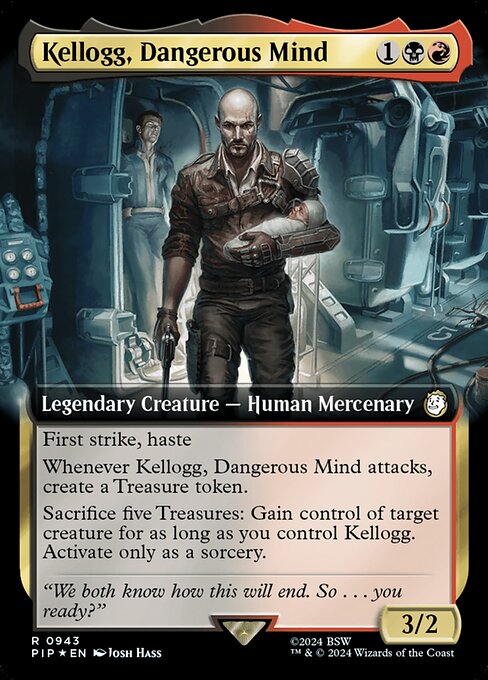 Kellogg, Dangerous Mind 1
Legendary Creature — Human Mercenary
First strike, haste
Whenever Kellogg, Dangerous Mind attacks,
create a Treasure token.
Sacrifice five Treasures: Gain control of target
creature for as long as you control Kellogg.
Activate only as a sorcery.
“We both know how this will end. So . . . you
ready?”
3/2
R 0943
PIP★EN Josh Hass
©2024 BSW
™ & © 2024 Wizards of the Coast